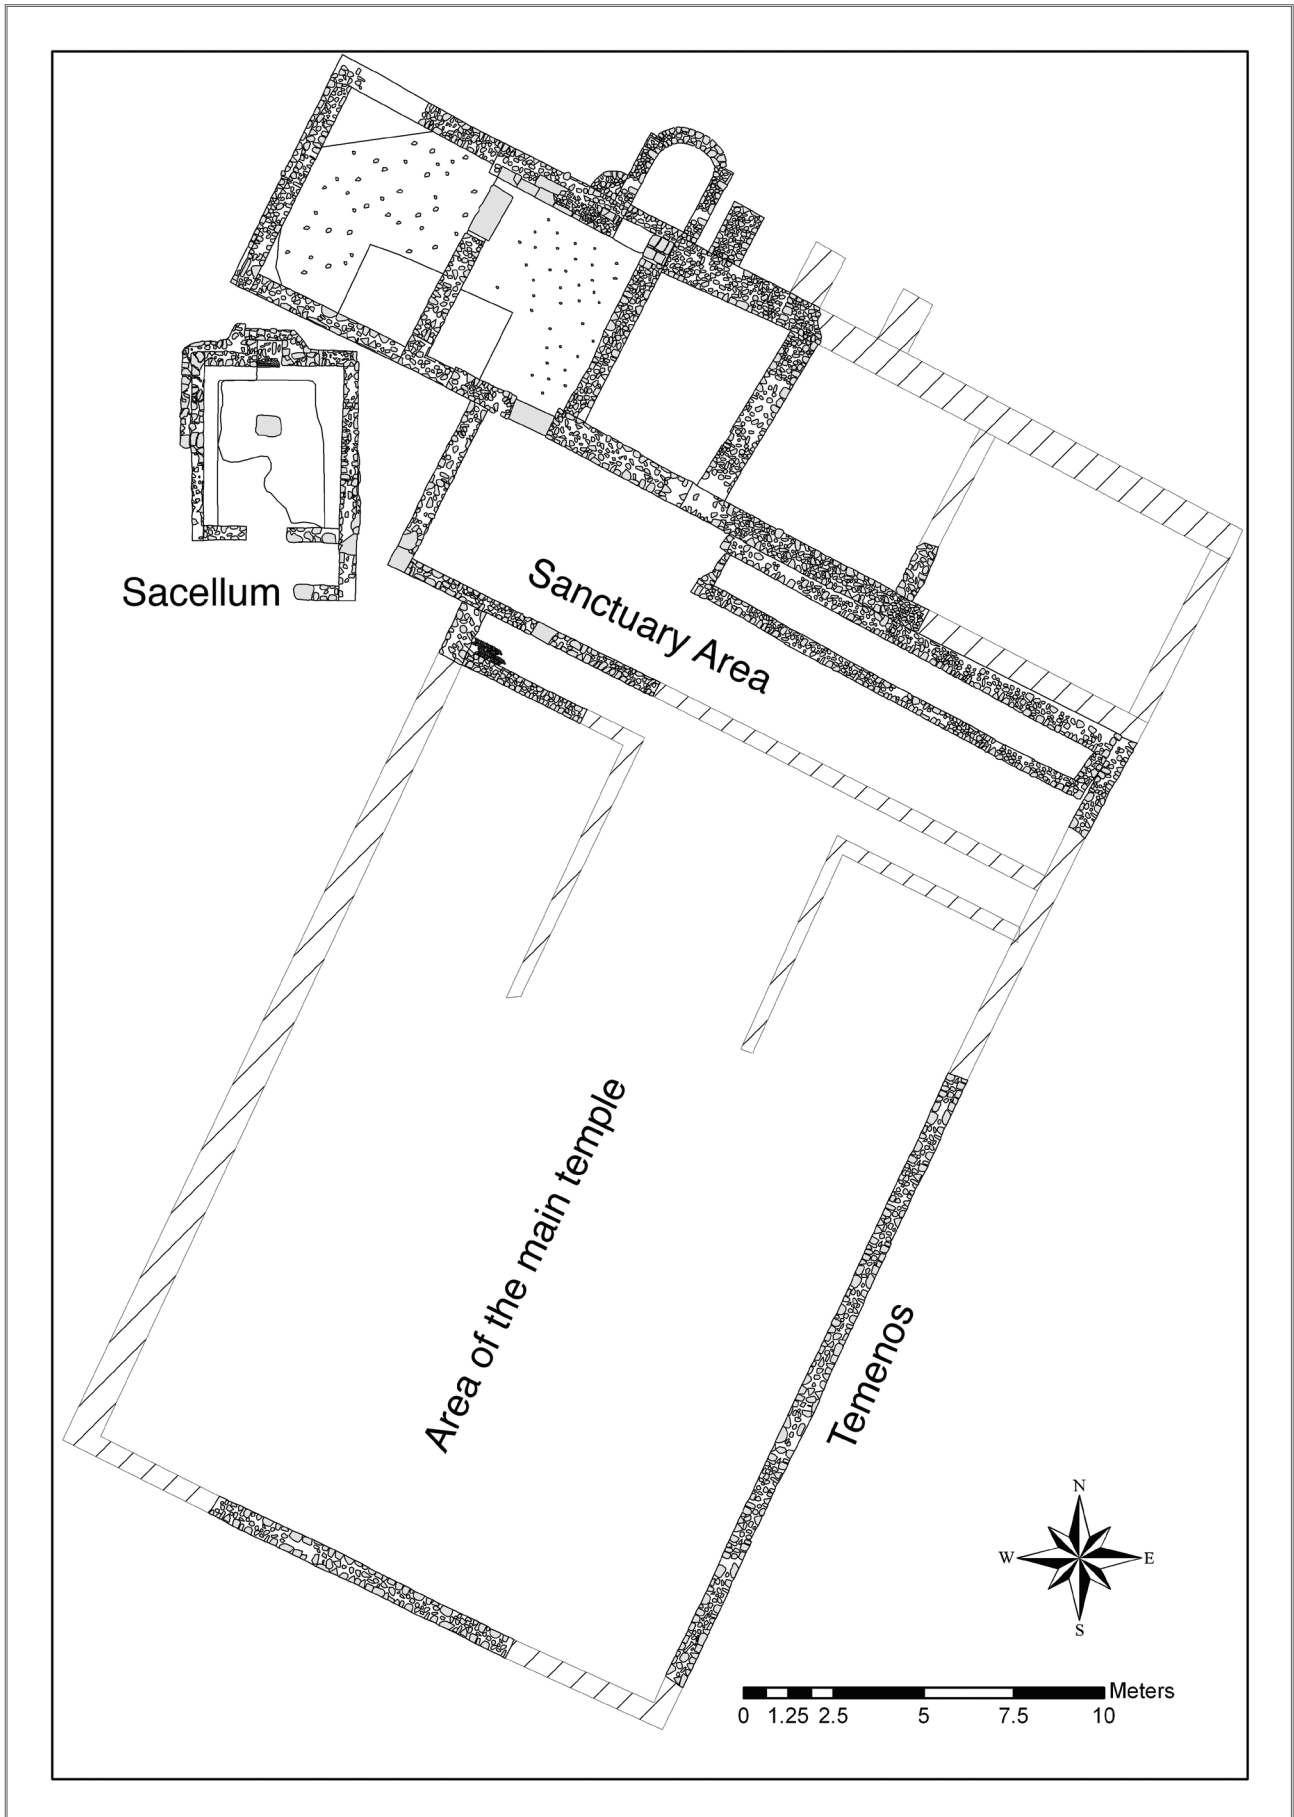 Sacellum
Sanctuary Area
Area of the main temple
Temenos
N
W E
S
Meters
0 1.25 2.5 5 7.5 10